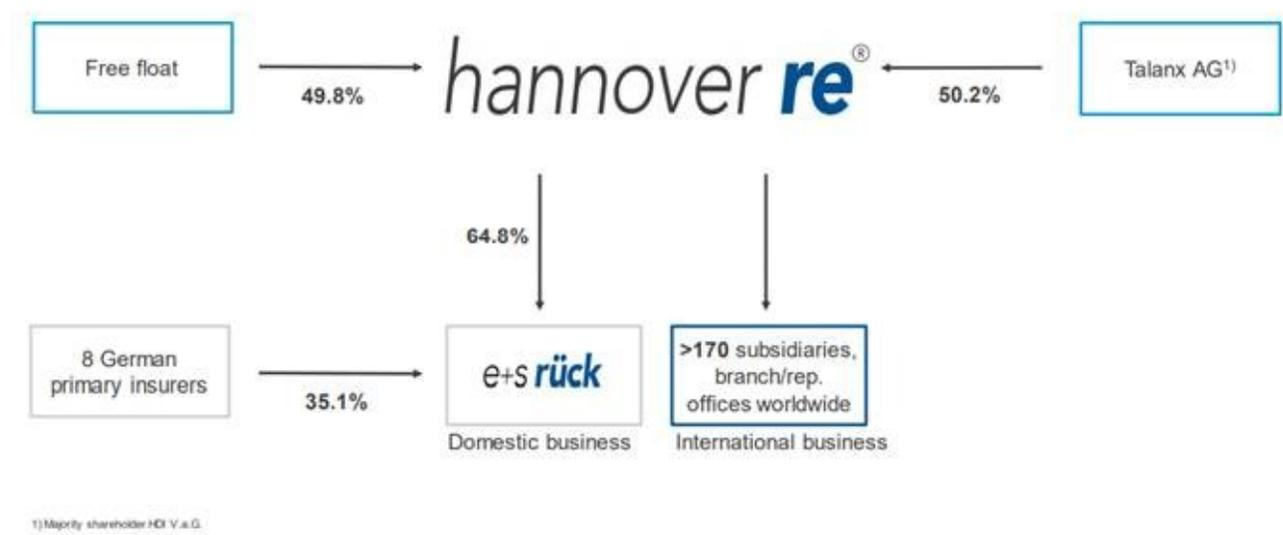 Free float
49.8%
hannover re®
50.2%
Talanx AG1)
64.8%
8 German
primary insurers
35.1%
e+s rück
Domestic business
>170 subsidiaries,
branch/rep.
offices worldwide
International business
1) Majority shareholder HDI V.a.G.